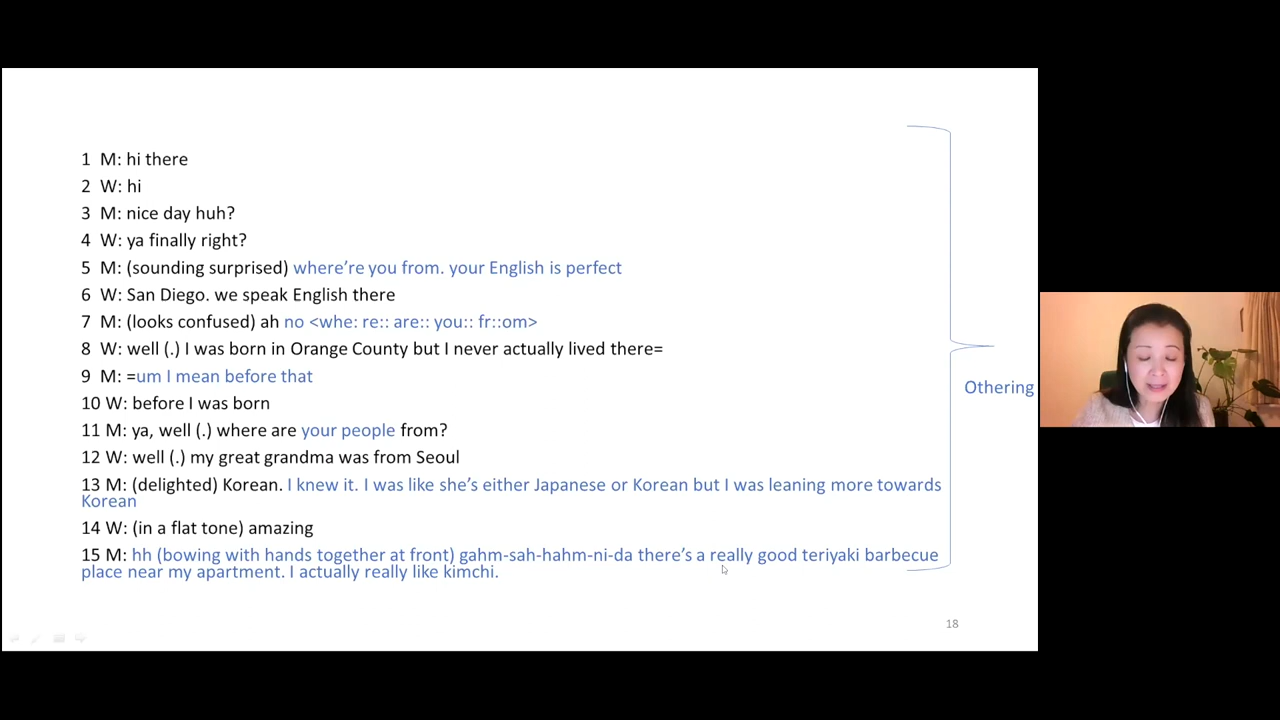 1 M: hi there
2 W: hi
3 M: nice day huh?
4 W: ya finally right?
5 M: (sounding surprised) where're you from. your English is perfect
6 W: San Diego. we speak English there
7 M: (looks confused) ah no <whe: re:: are:: you:: fr::om>
8 W: well (.) I was born in Orange County but I never actually lived there=
9 M: =um I mean before that
10 W: before I was born
11 M: ya, well (.) where are your people from?
12 W: well (.) my great grandma was from Seoul
13 M: (delighted) Korean. I knew it. I was like she's either Japanese or Korean but I was leaning more towards
Korean
14 W: (in a flat tone) amazing
15 M: hh (bowing with hands together at front) gahm-sah-hahm-ni-da there's a really good teriyaki barbecue
place near my apartment. I actually really like kimchi.
Othering
18